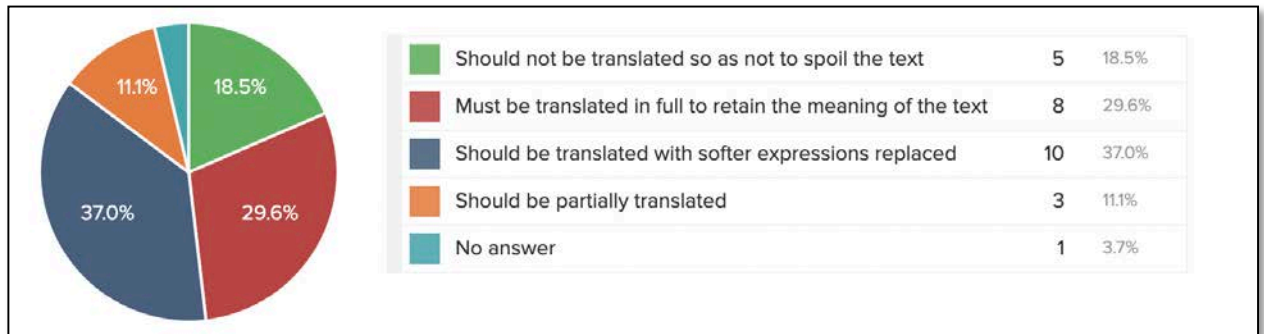 11.1%
18.5%
37.0%
29.6%
Should not be translated so as not to spoil the text 5 18.5%
Must be translated in full to retain the meaning of the text 8 29.6%
Should be translated with softer expressions replaced 10 37.0%
Should be partially translated 3 11.1%
No answer 1 3.7%